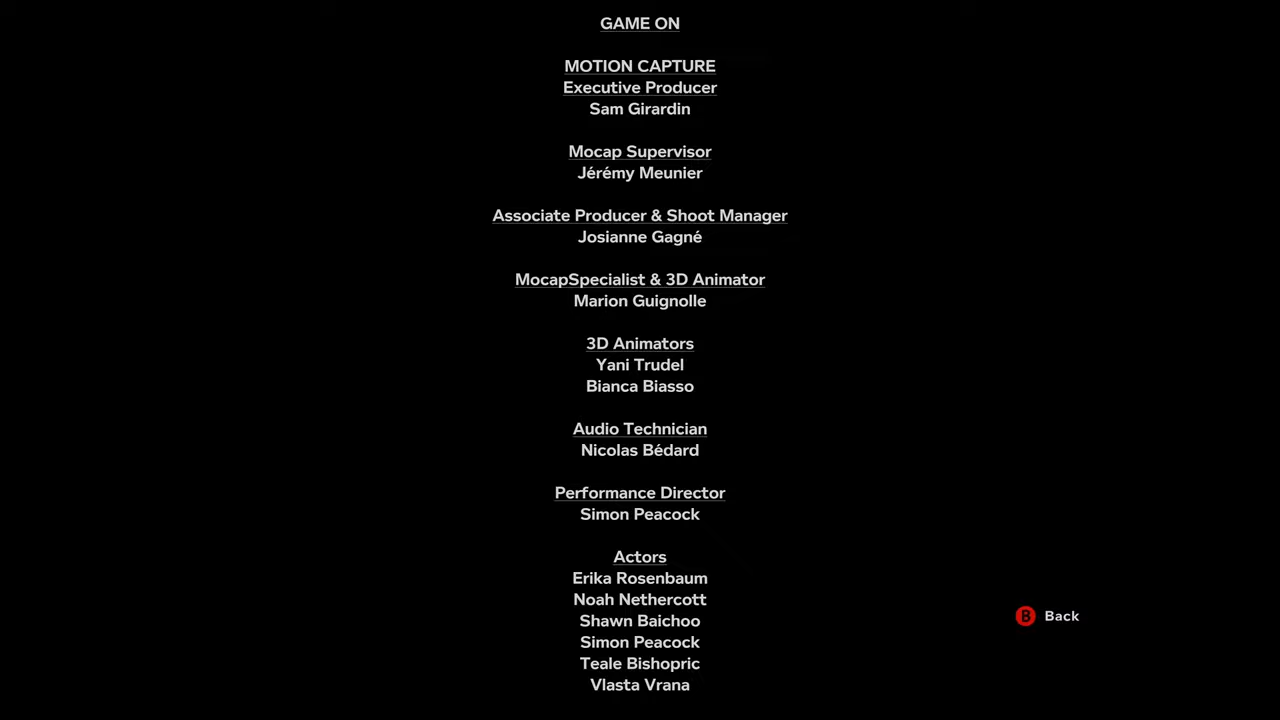 GAME ON
MOTION CAPTURE
Executive Producer
Sam Girardin
Mocap Supervisor
Jérémy Meunier
Associate Producer & Shoot Manager
Josianne Gagné
MocapSpecialist & 3D Animator
Marion Guignolle
3D Animators
Yani Trudel
Bianca Biasso
Audio Technician
Nicolas Bédard
Performance Director
Simon Peacock
Actors
Erika Rosenbaum
Noah Nethercott
Shawn Baichoo
Simon Peacock
Teale Bishopric
Vlasta Vrana
B Back